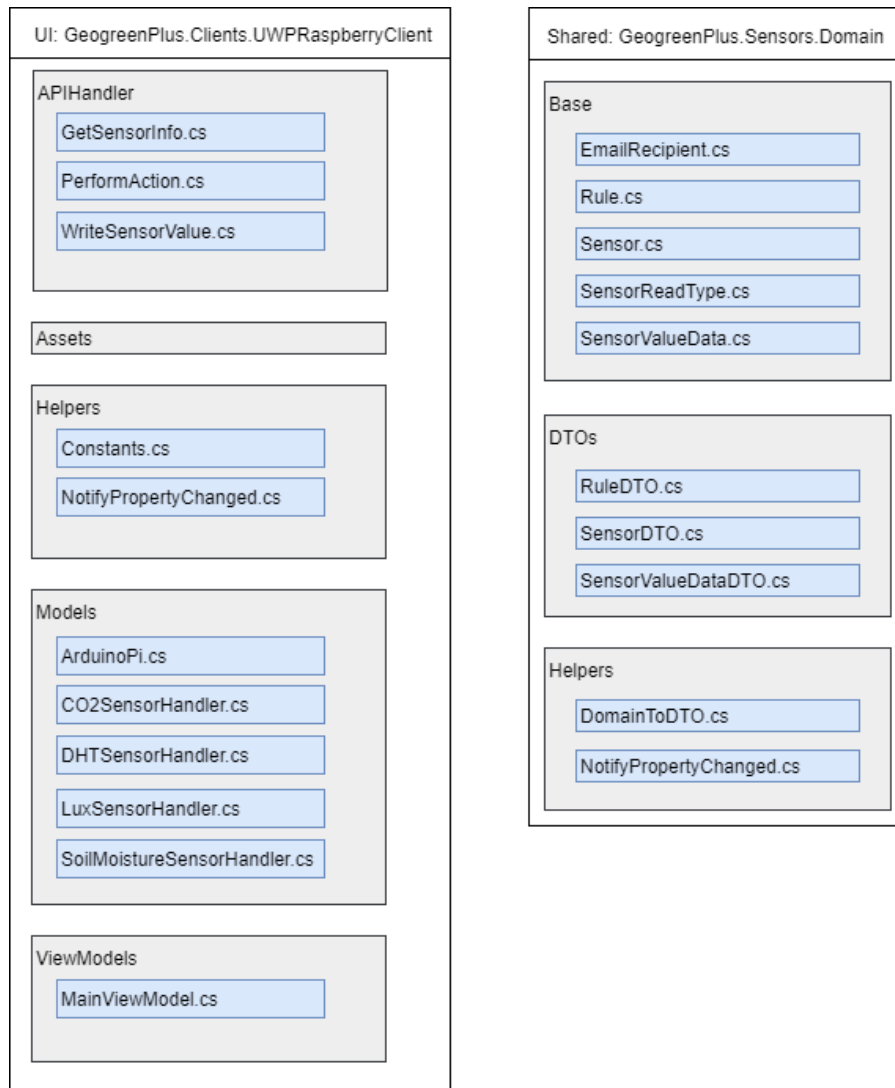 UI: GeogreenPlus.Clients.UWPRaspberryClient
APIHandler
GetSensorInfo.cs
PerformAction.cs
WriteSensorValue.cs
Assets
Helpers
Constants.cs
NotifyPropertyChanged.cs
Models
ArduinoPi.cs
CO2SensorHandler.cs
DHTSensorHandler.cs
LuxSensorHandler.cs
SoilMoistureSensorHandler.cs
ViewModels
MainViewModel.cs
Shared: GeogreenPlus.Sensors.Domain
Base
EmailRecipient.cs
Rule.cs
Sensor.cs
SensorReadType.cs
SensorValueData.cs
DTOs
RuleDTO.cs
SensorDTO.cs
SensorValueDataDTO.cs
Helpers
DomainToDTO.cs
NotifyPropertyChanged.cs